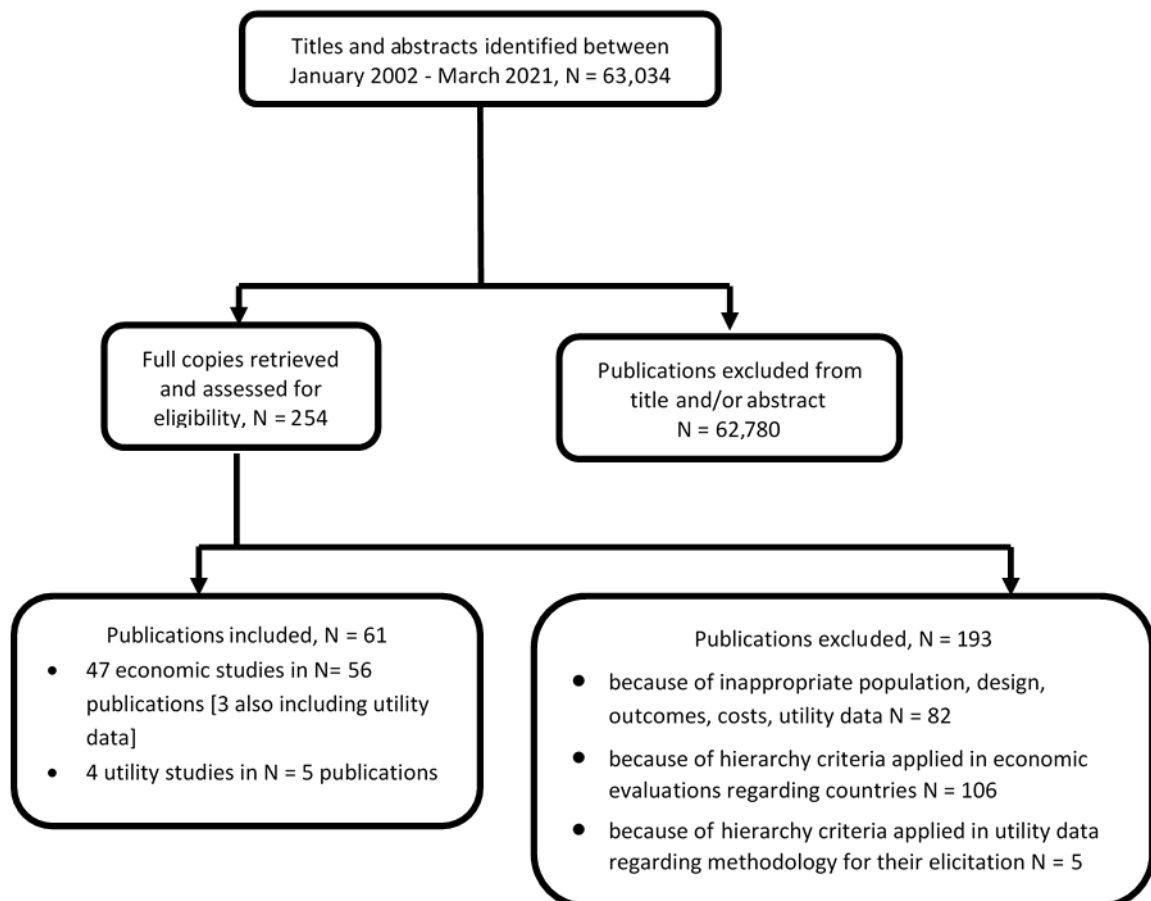 Titles and abstracts identified between
January 2002 - March 2021, N = 63,034
Full copies retrieved
and assessed for
eligibility, N = 254
Publications excluded from
title and/or abstract
N = 62,780
Publications included, N = 61
• 47 economic studies in N= 56
publications [3 also including utility
data]
• 4 utility studies in N = 5 publications
Publications excluded, N = 193
• because of inappropriate population, design,
outcomes, costs, utility data N = 82
• because of hierarchy criteria applied in economic
evaluations regarding countries N = 106
• because of hierarchy criteria applied in utility data
regarding methodology for their elicitation N = 5